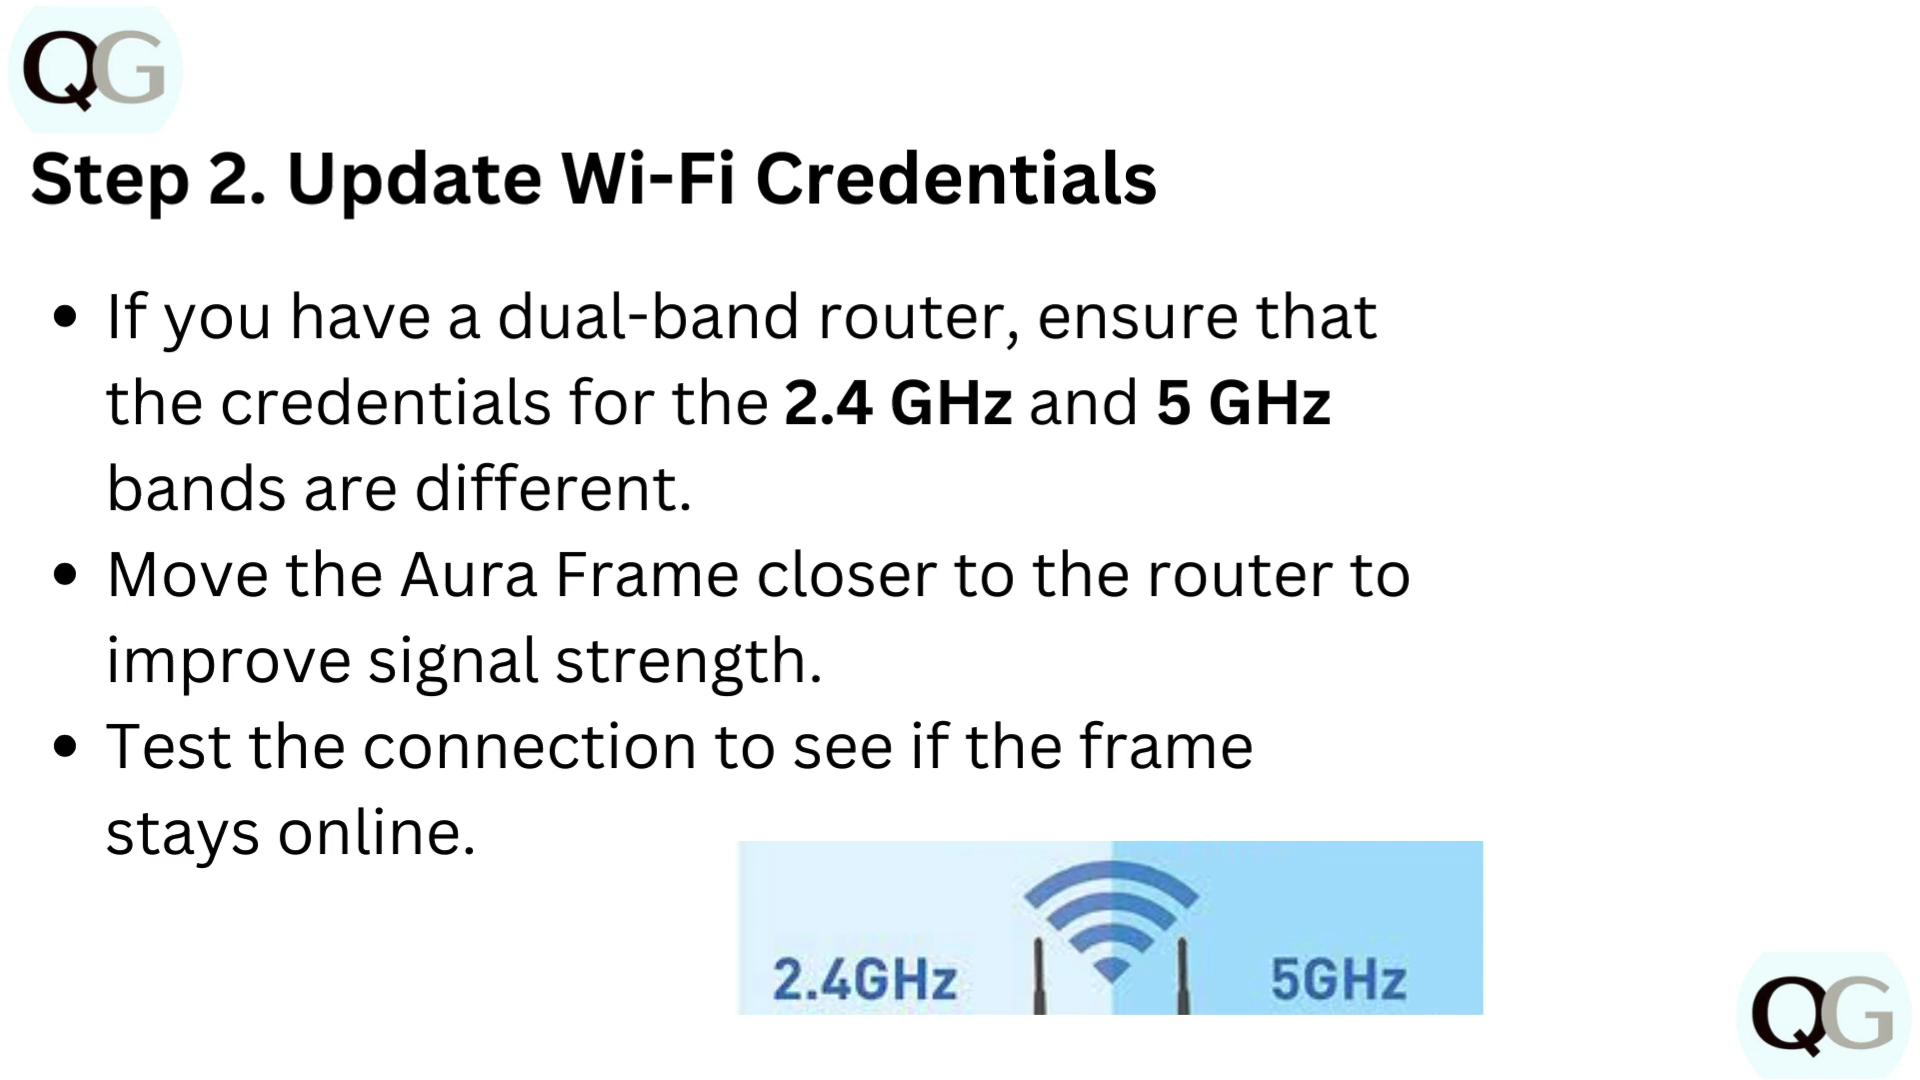 QG
Step 2. Update Wi-Fi Credentials
• If you have a dual-band router, ensure that
the credentials for the 2.4 GHz and 5 GHz
bands are different.
• Move the Aura Frame closer to the router to
improve signal strength.
• Test the connection to see if the frame
stays online.
2.4GHz 5GHz
QG